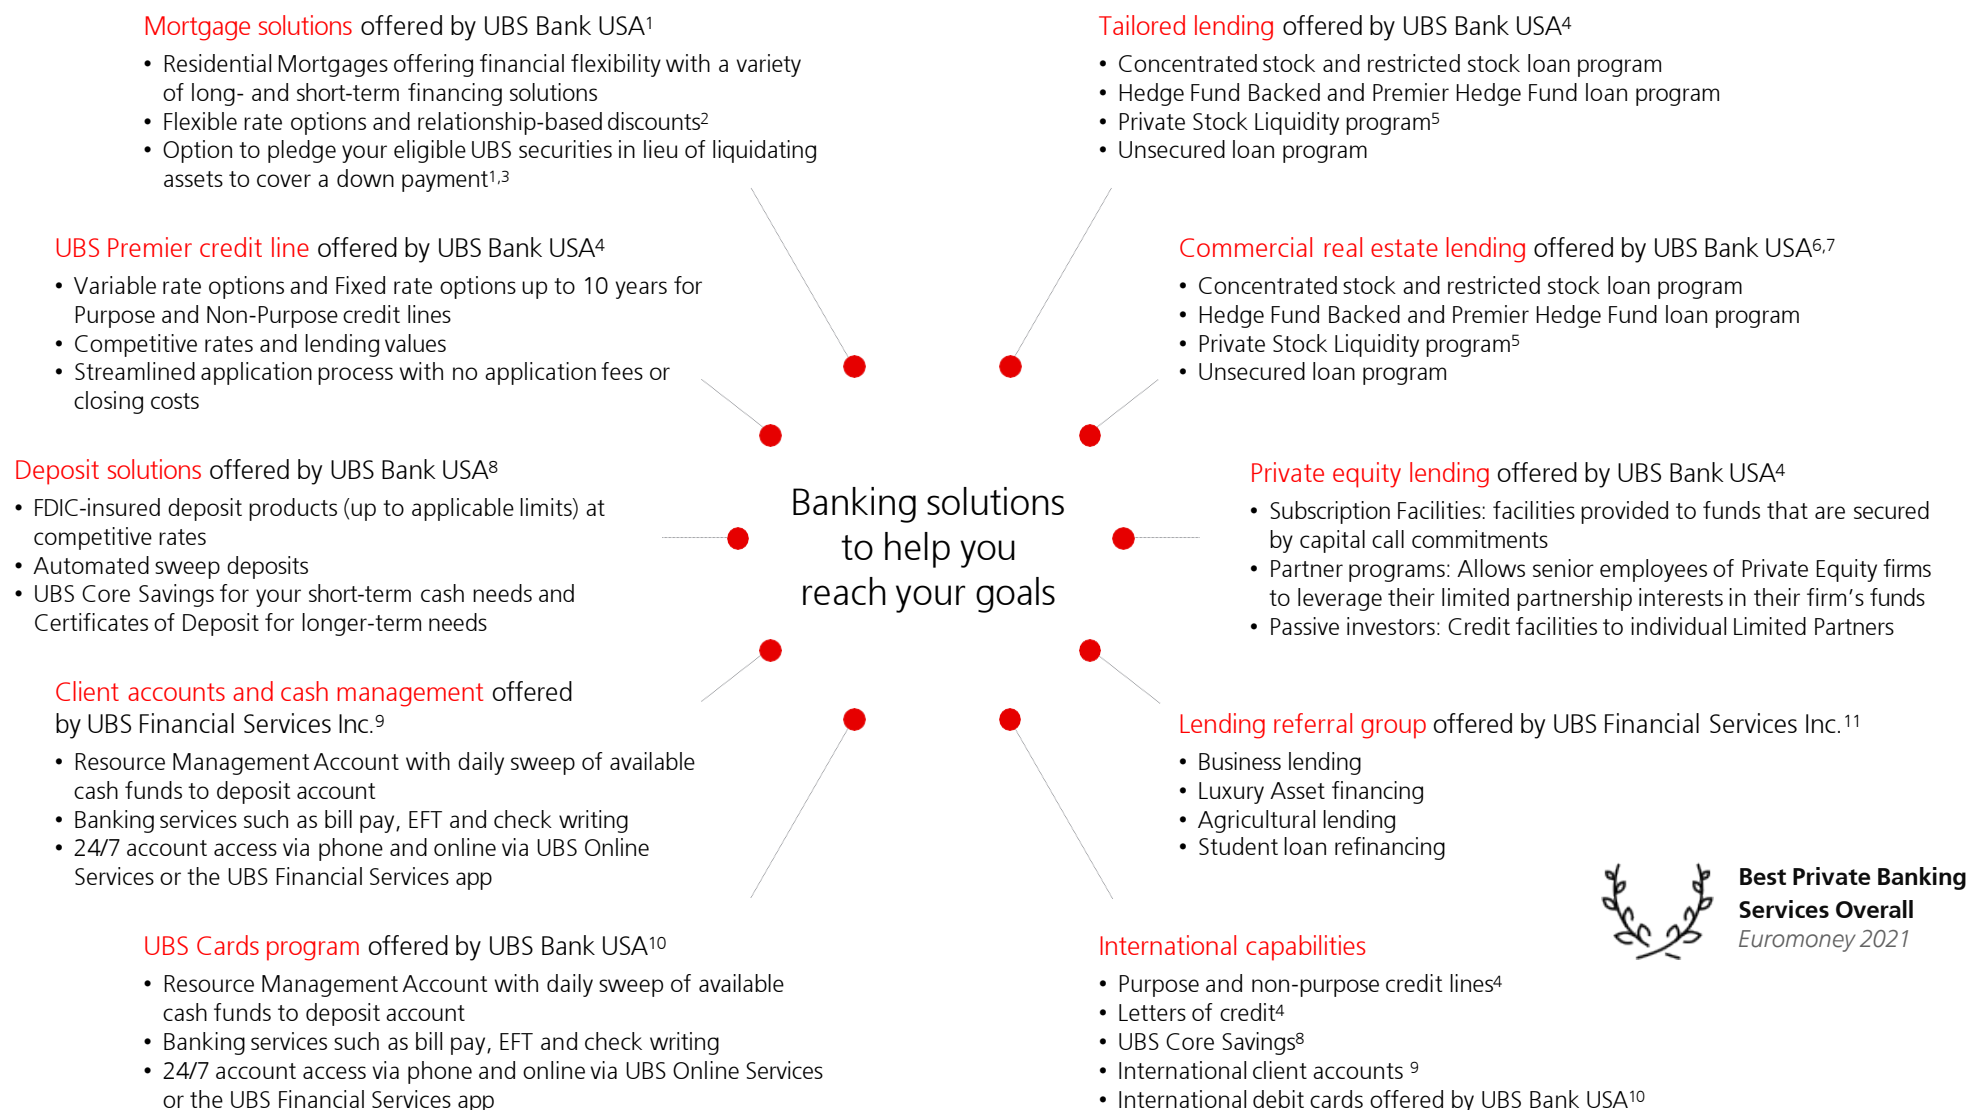 Mortgage solutions offered by UBS Bank USA¹
• Residential Mortgages offering financial flexibility with a variety
of long- and short-term financing solutions
• Flexible rate options and relationship-based discounts²
• Option to pledge your eligible UBS securities in lieu of liquidating
assets to cover a down payment¹,³
UBS Premier credit line offered by UBS Bank USA⁴
• Variable rate options and Fixed rate options up to 10 years for
Purpose and Non-Purpose credit lines
• Competitive rates and lending values
• Streamlined application process with no application fees or
closing costs
Deposit solutions offered by UBS Bank USA⁸
• FDIC-insured deposit products (up to applicable limits) at
competitive rates
• Automated sweep deposits
• UBS Core Savings for your short-term cash needs and
Certificates of Deposit for longer-term needs
Client accounts and cash management offered
by UBS Financial Services Inc.⁹
• Resource Management Account with daily sweep of available
cash funds to deposit account
• Banking services such as bill pay, EFT and check writing
• 24/7 account access via phone and online via UBS Online
Services or the UBS Financial Services app
UBS Cards program offered by UBS Bank USA¹⁰
• Resource Management Account with daily sweep of available
cash funds to deposit account
• Banking services such as bill pay, EFT and check writing
• 24/7 account access via phone and online via UBS Online Services
or the UBS Financial Services app
Banking solutions
to help you
reach your goals
Tailored lending offered by UBS Bank USA⁴
• Concentrated stock and restricted stock loan program
• Hedge Fund Backed and Premier Hedge Fund loan program
• Private Stock Liquidity program⁵
• Unsecured loan program
Commercial real estate lending offered by UBS Bank USA⁶,⁷
• Concentrated stock and restricted stock loan program
• Hedge Fund Backed and Premier Hedge Fund loan program
• Private Stock Liquidity program⁵
• Unsecured loan program
Private equity lending offered by UBS Bank USA⁴
• Subscription Facilities: facilities provided to funds that are secured
by capital call commitments
• Partner programs: Allows senior employees of Private Equity firms
to leverage their limited partnership interests in their firm’s funds
• Passive investors: Credit facilities to individual Limited Partners
Lending referral group offered by UBS Financial Services Inc.¹¹
• Business lending
• Luxury Asset financing
• Agricultural lending
• Student loan refinancing
International capabilities
• Purpose and non-purpose credit lines⁴
• Letters of credit⁴
• UBS Core Savings⁸
• International client accounts ⁹
• International debit cards offered by UBS Bank USA¹⁰
Best Private Banking
Services Overall
Euromoney 2021